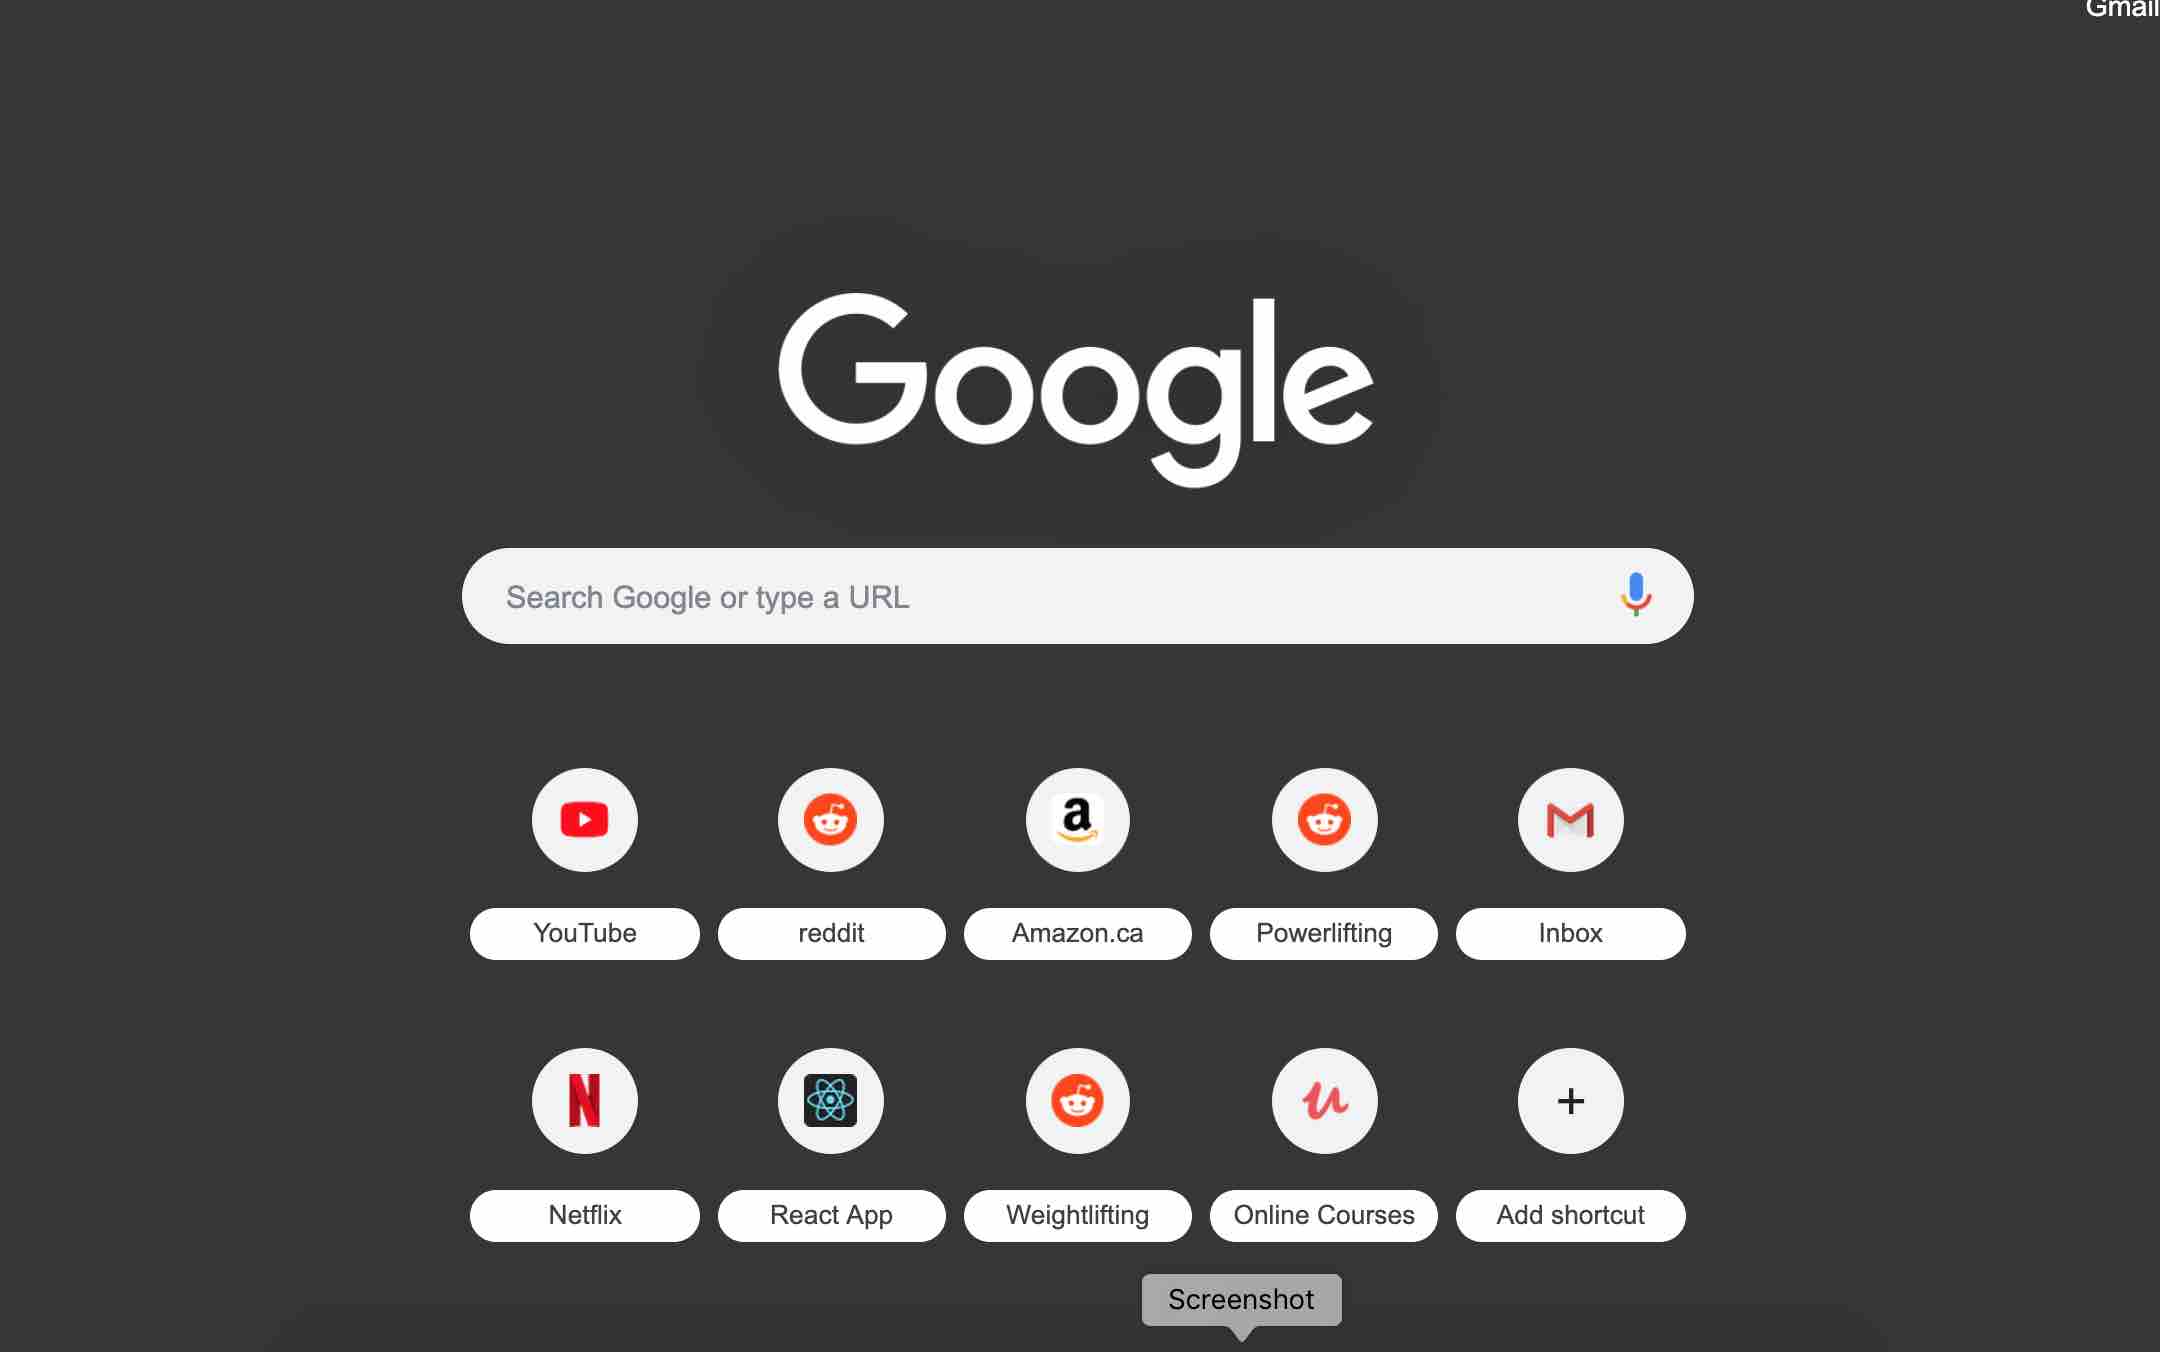 Gmail
Google
Search Google or type a URL
YouTube reddit Amazon.ca Powerlifting Inbox
Netflix React App Weightlifting Online Courses Add shortcut
Screenshot